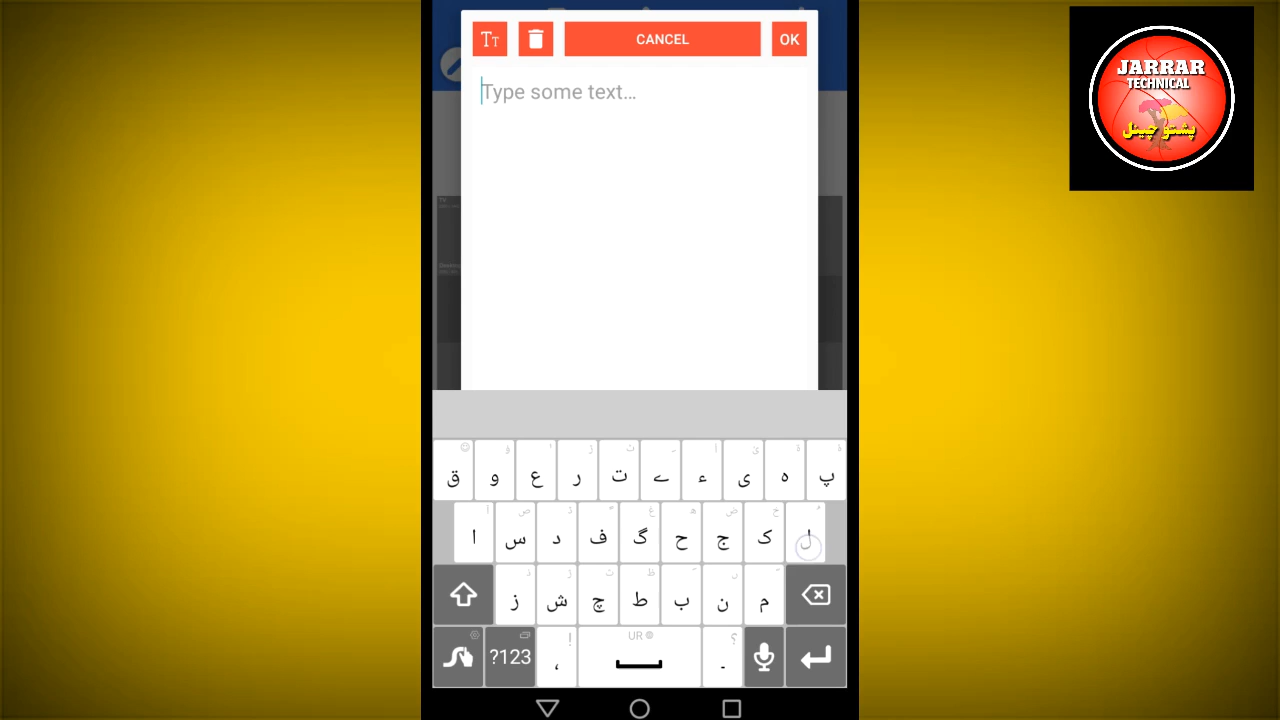 CANCEL
OK
JARRAR
TECHNICAL
پشتو چینل
Type some text...
ق و ع ر ت ے ء ی ہ پ
ا س د ف گ ح ج ک ل
ز ش چ ط ب ن م
?123 ، ! UR ؟ ۔